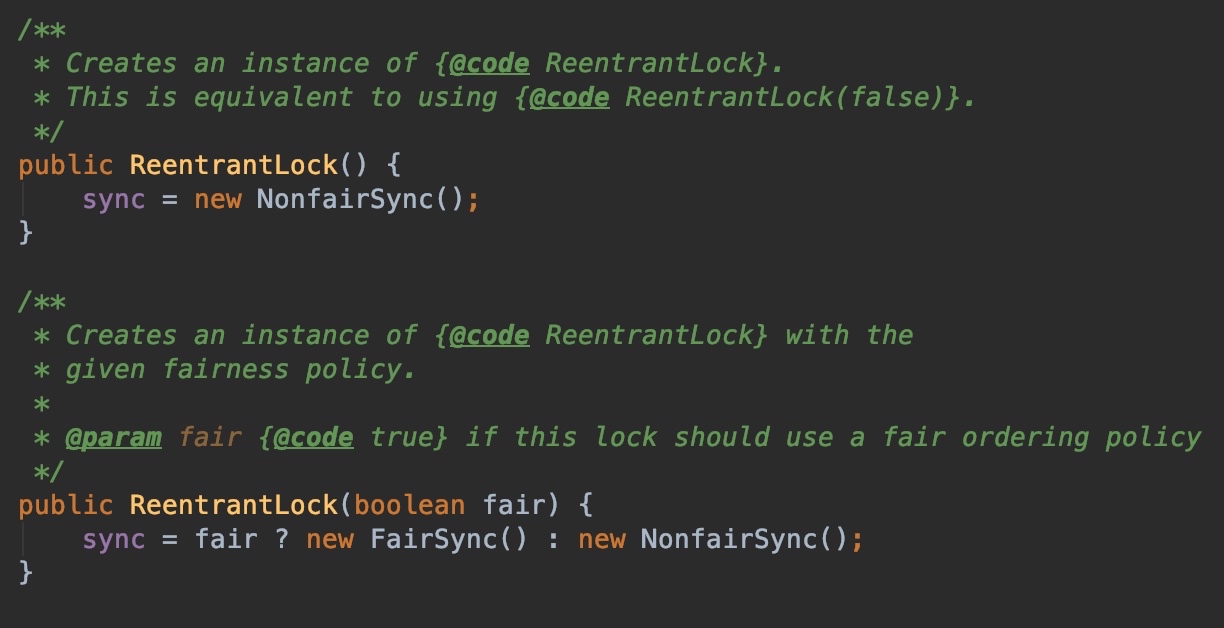 /**
 * Creates an instance of {@code ReentrantLock}.
 * This is equivalent to using {@code ReentrantLock(false)}.
 */
public ReentrantLock() {
    sync = new NonfairSync();
}

/**
 * Creates an instance of {@code ReentrantLock} with the
 * given fairness policy.
 *
 * @param fair {@code true} if this lock should use a fair ordering policy
 */
public ReentrantLock(boolean fair) {
    sync = fair ? new FairSync() : new NonfairSync();
}